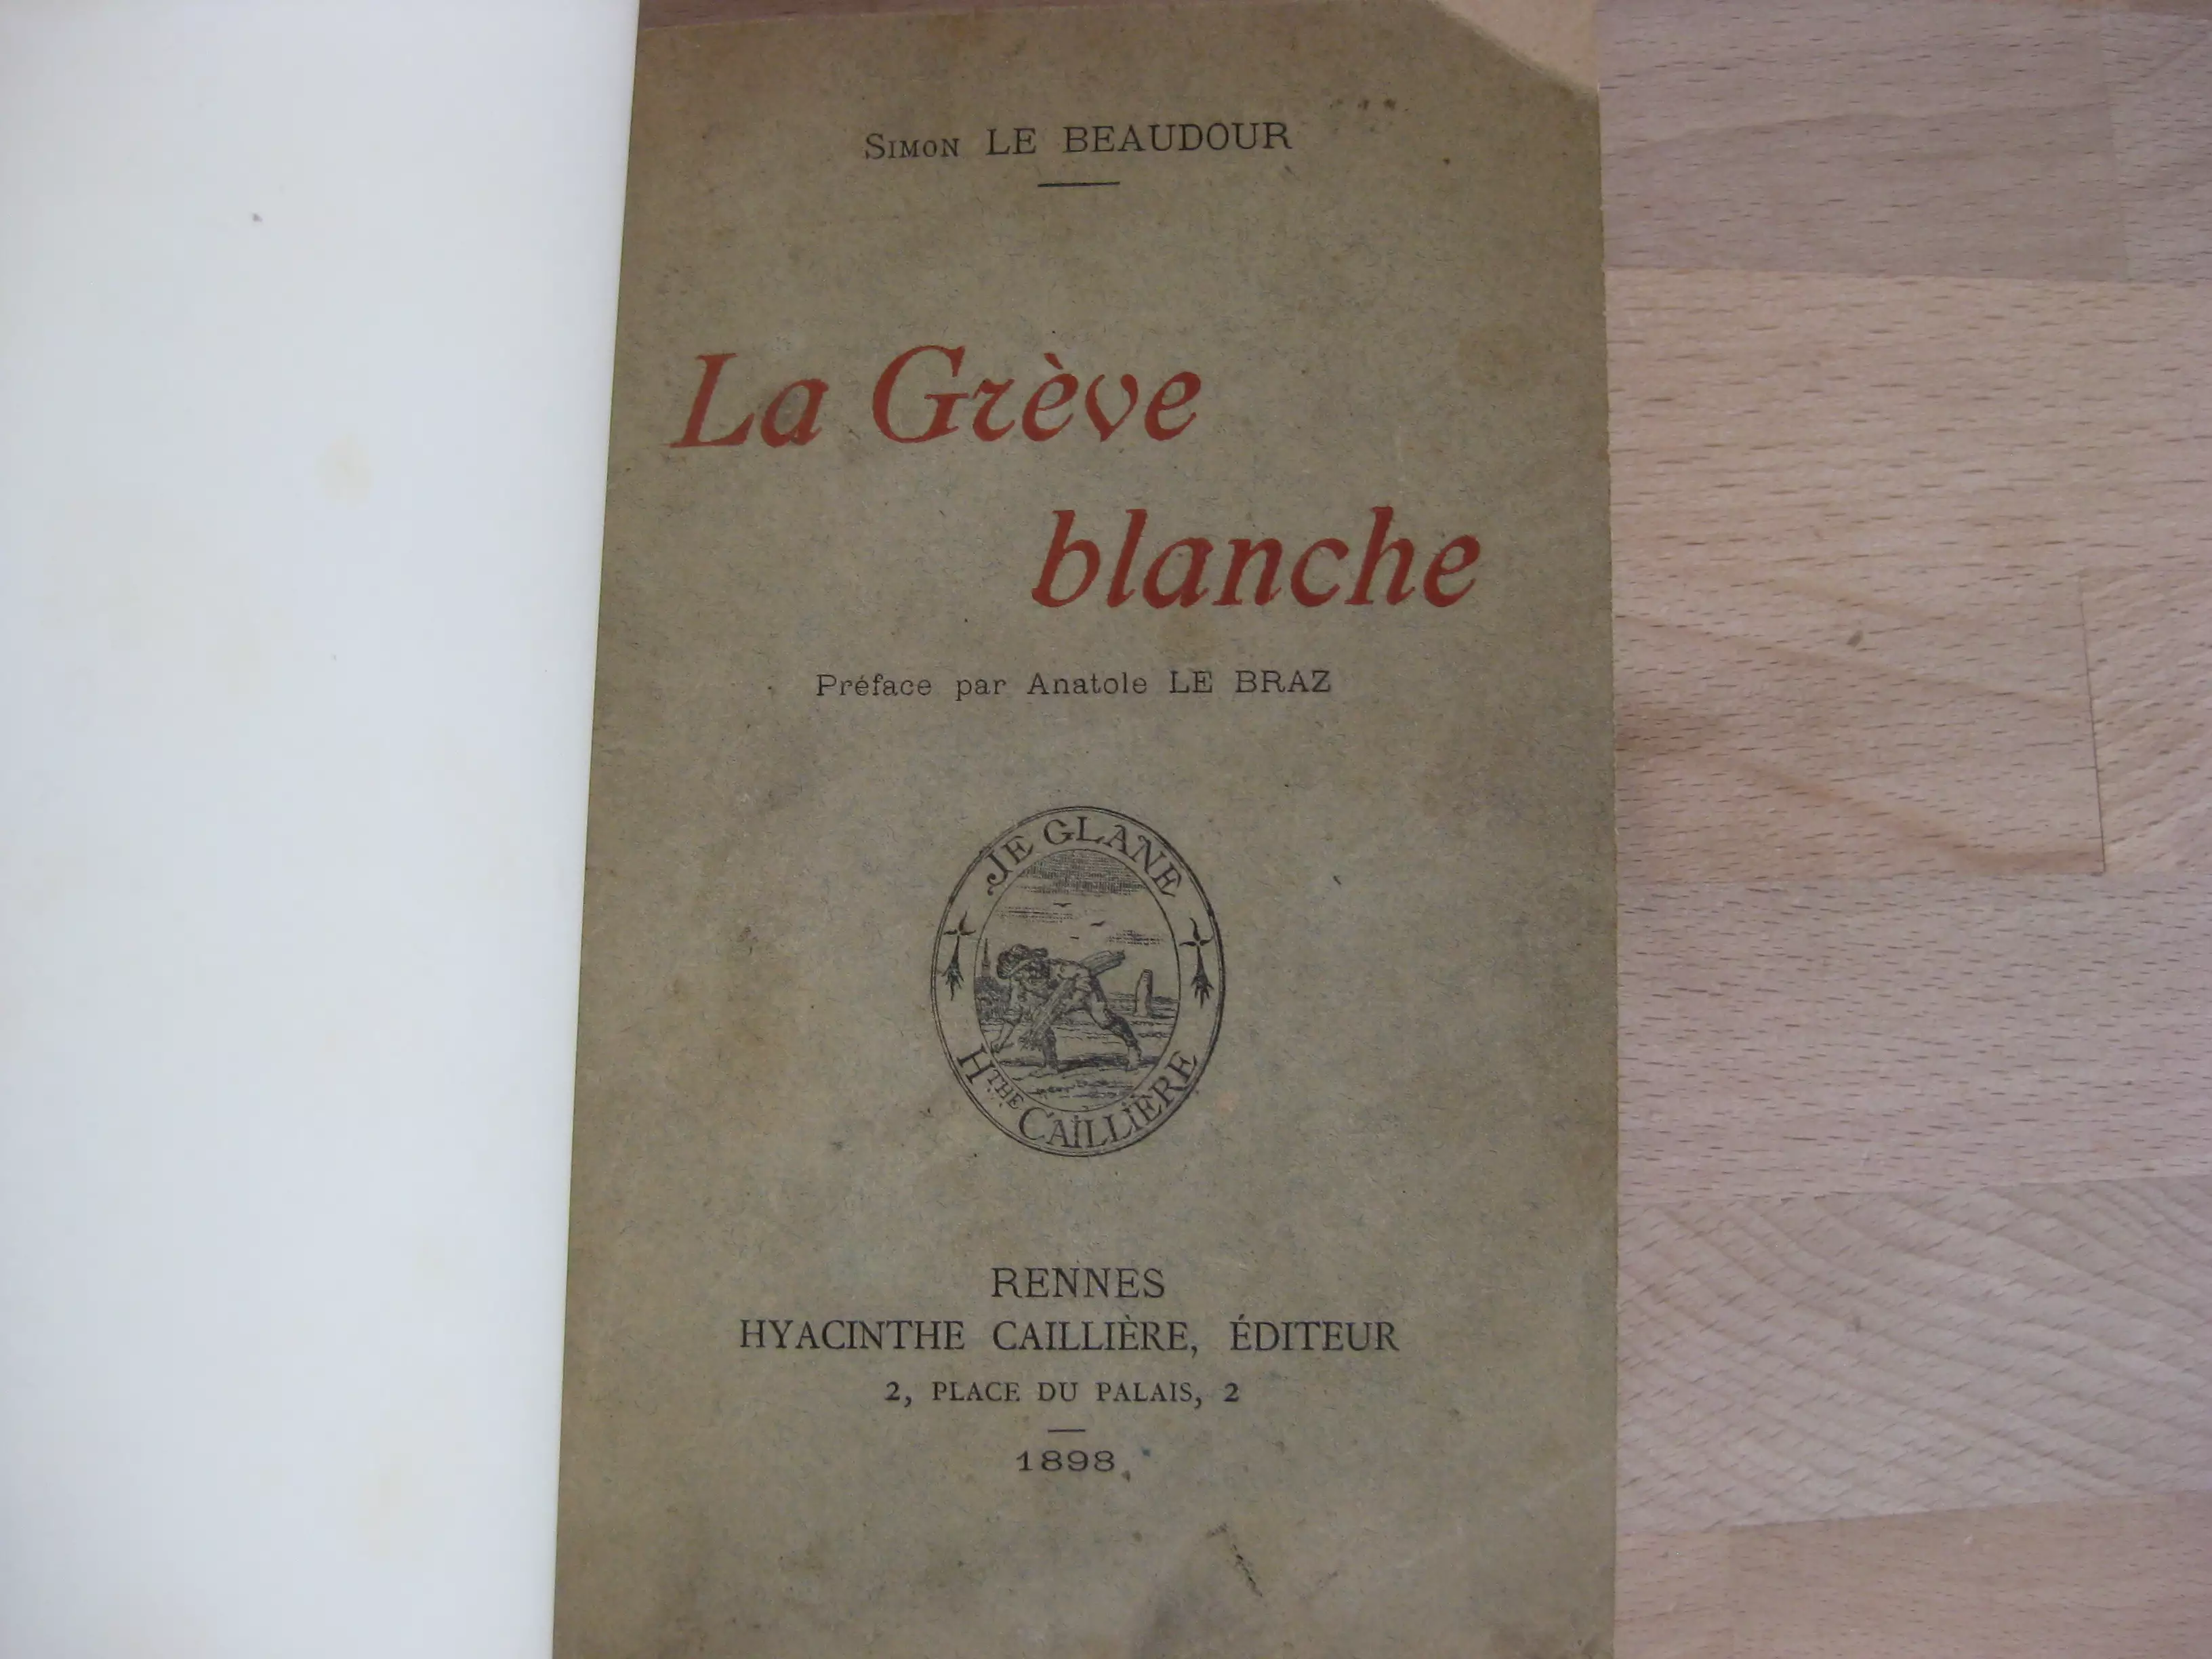 SIMON LE BEAUDOUR
La Grève
blanche
Préface par Anatole LE BRAZ
JE GLANE
HTHE CAILLIÈRE
RENNES
HYACINTHE CAILLIÈRE, ÉDITEUR
2, PLACE DU PALAIS, 2
1898